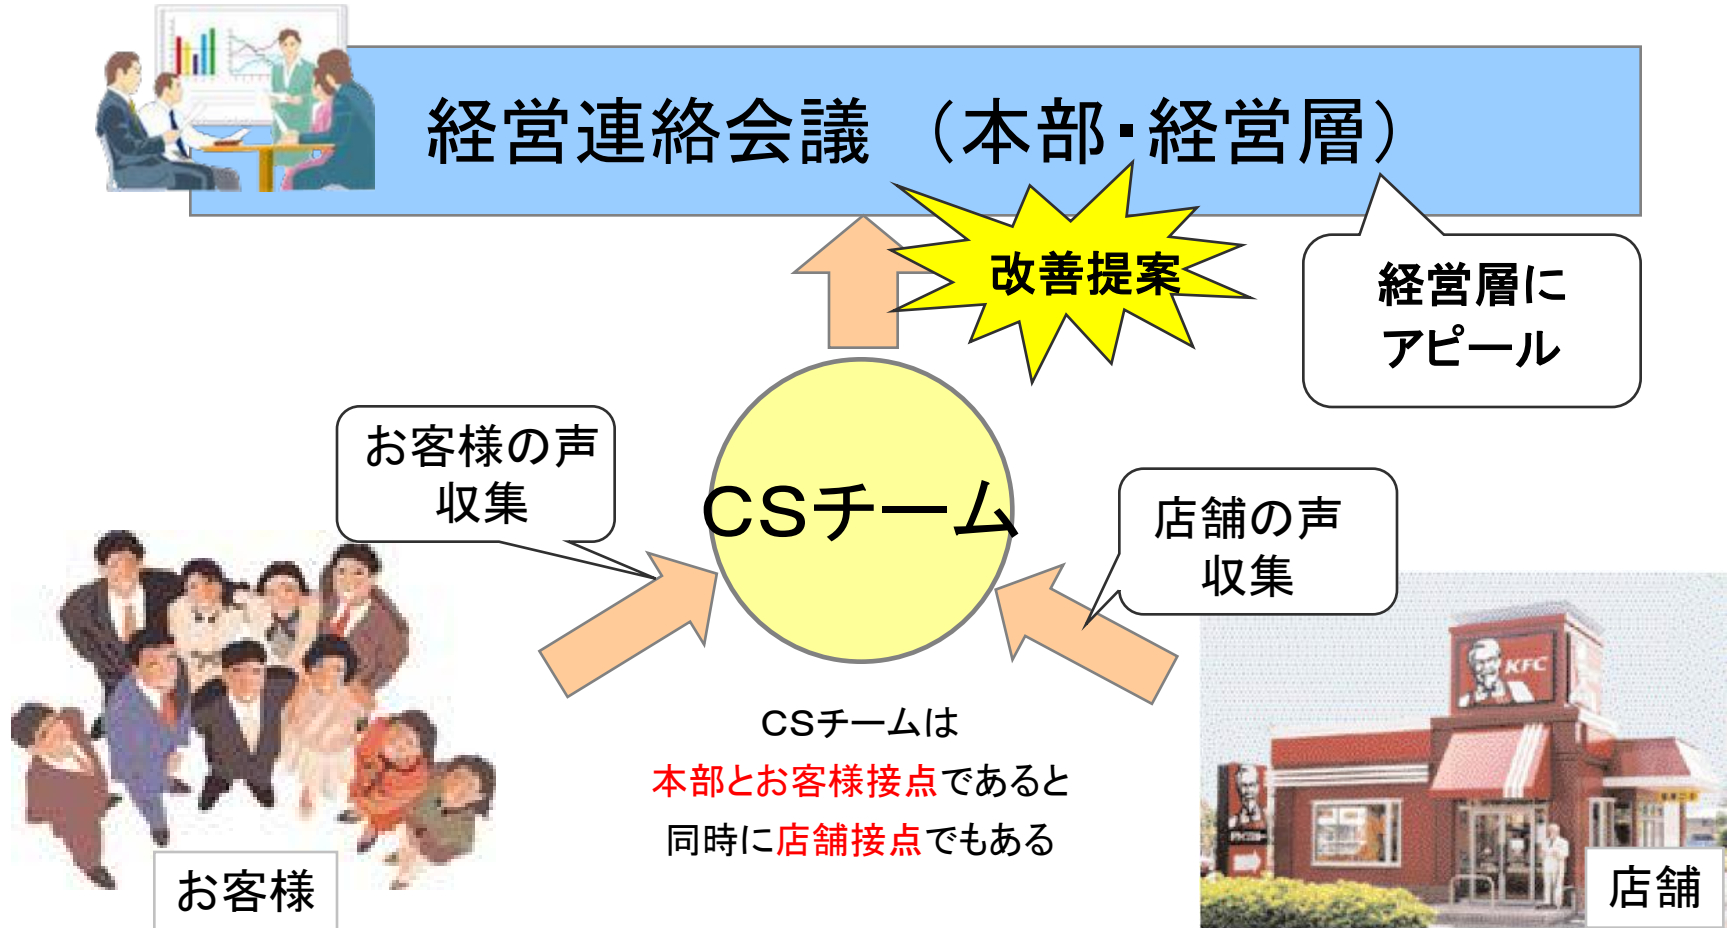 経営連絡会議 （本部・経営層）
改善提案
経営層に
アピール
お客様の声
収集
CSチーム
店舗の声
収集
KFC
CSチームは
本部とお客様接点であると
同時に店舗接点でもある
お客様
店舗